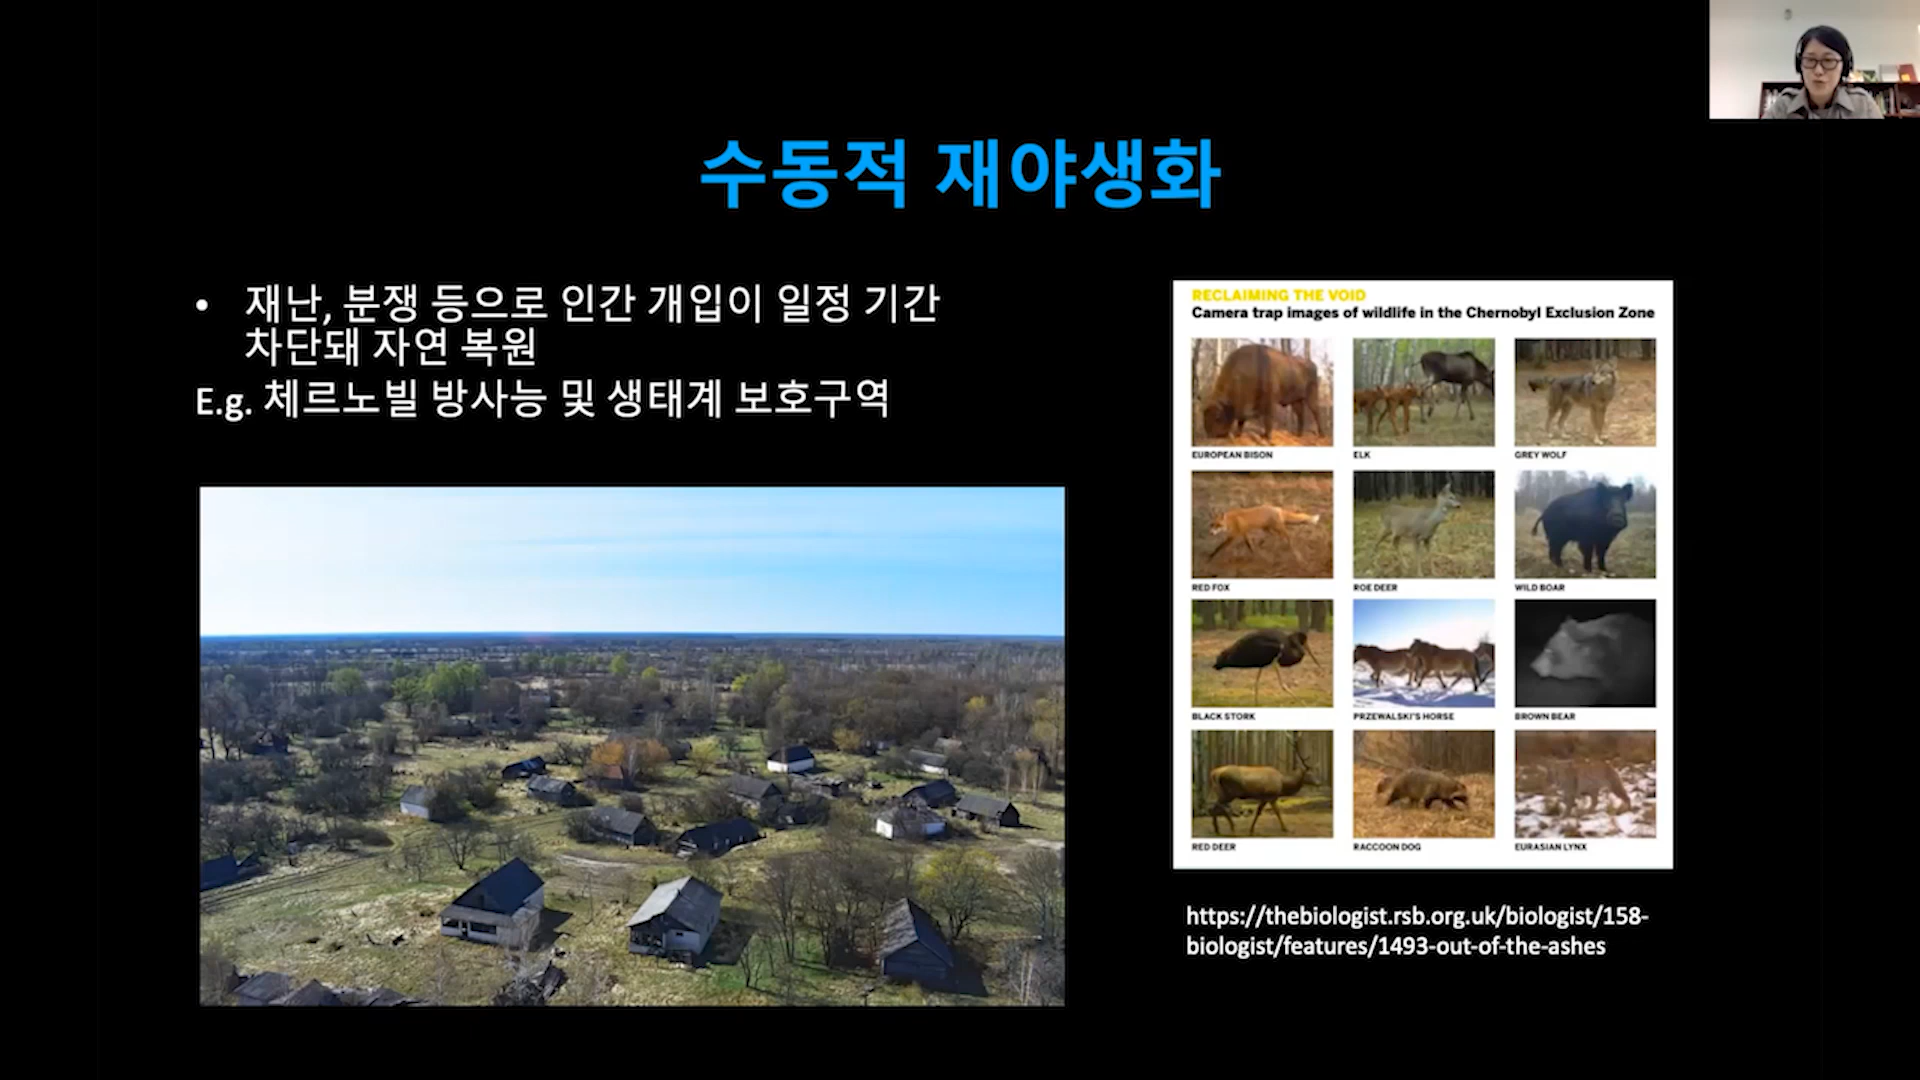 수동적 재야생화
• 재난, 분쟁 등으로 인간 개입이 일정 기간
차단돼 자연 복원
E.g. 체르노빌 방사능 및 생태계 보호구역
RECLAIMING THE VOID
Camera trap images of wildlife in the Chernobyl Exclusion Zone
EUROPEAN BISON
ELK
GREY WOLF
RED FOX
ROE DEER
WILD BOAR
BLACK STORK
PRZEWALSKI'S HORSE
BROWN BEAR
RED DEER
RACCOON DOG
EURASIAN LYNX
https://thebiologist.rsb.org.uk/biologist/158-
biologist/features/1493-out-of-the-ashes